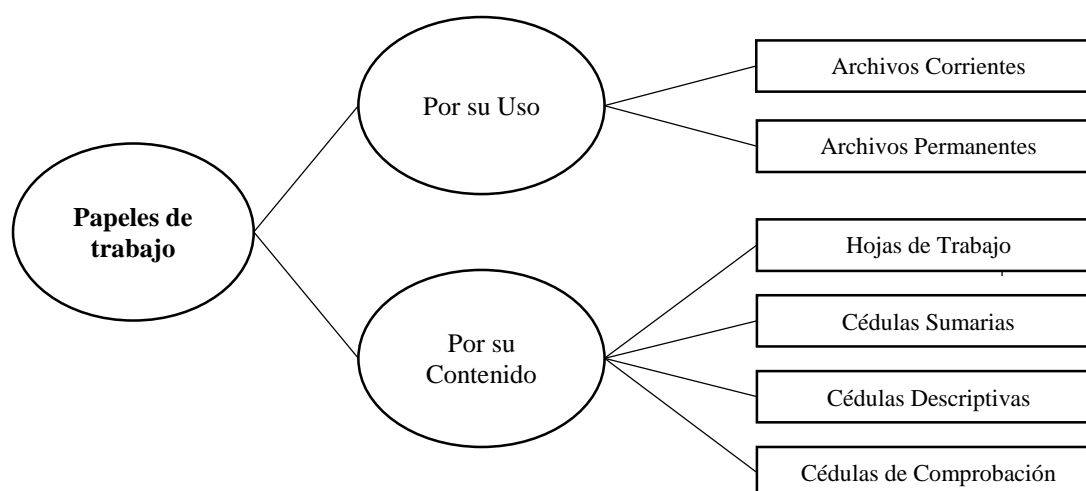 Papeles de
trabajo
Por su Uso
Archivos Corrientes
Archivos Permanentes
Por su
Contenido
Hojas de Trabajo
Cédulas Sumarias
Cédulas Descriptivas
Cédulas de Comprobación